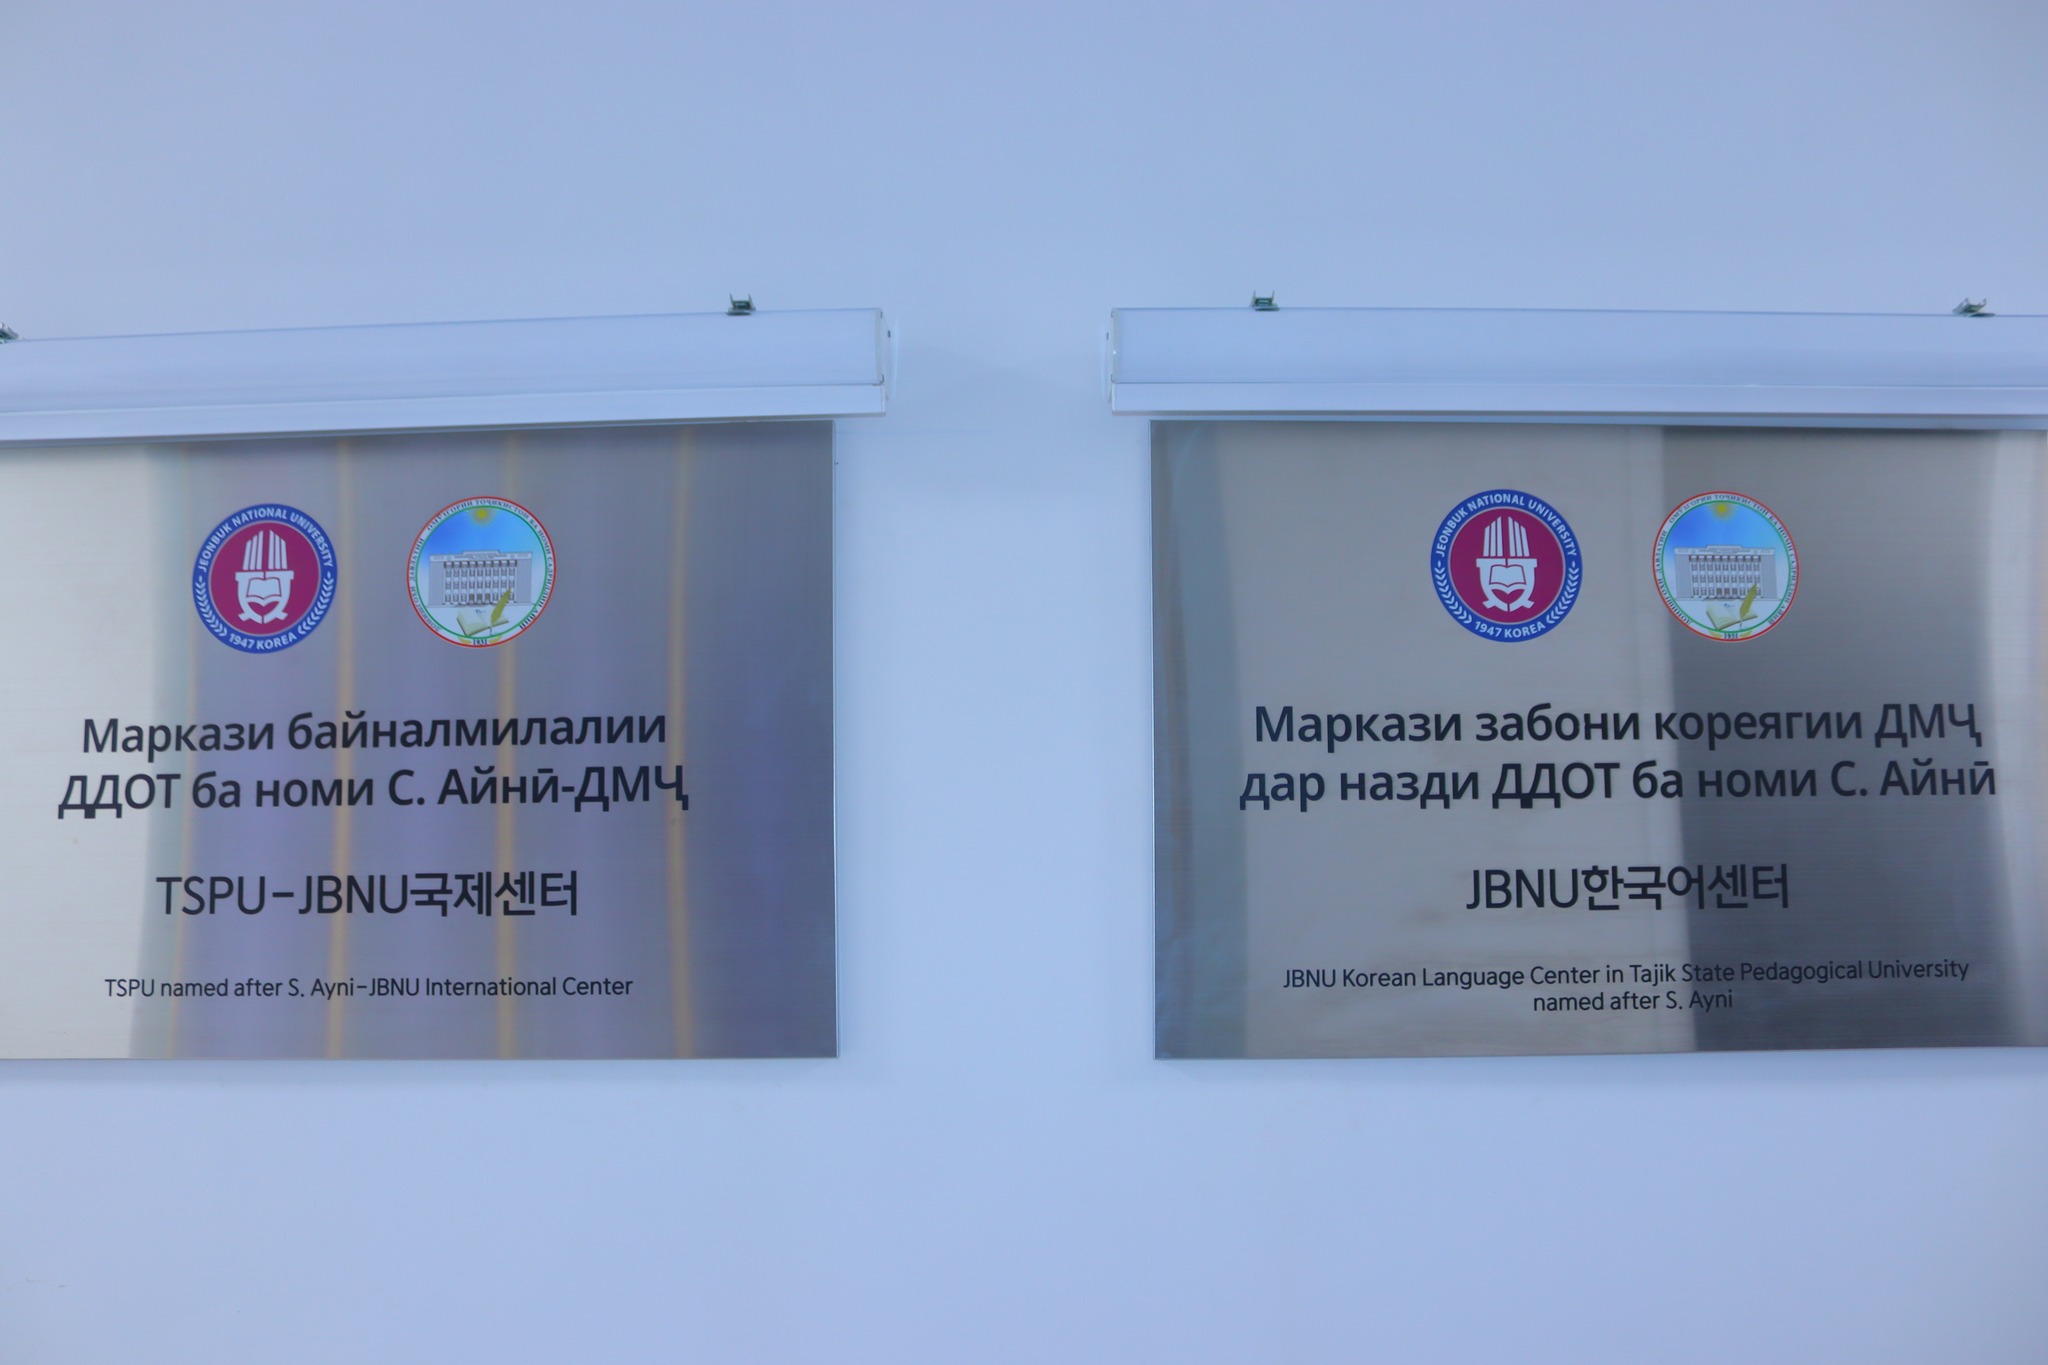 JEONBUK NATIONAL UNIVERSITY
1947 KOREA
Маркази байналмилалии
ДДОТ ба номи С. Айнӣ-ДМҶ
TSPU-JBNU국제센터
TSPU named after S. Ayni-JBNU International Center
JEONBUK NATIONAL UNIVERSITY
1947 KOREA
Маркази забони кореягии ДМҶ
дар назди ДДОТ ба номи С. Айнӣ
JBNU한국어센터
JBNU Korean Language Center in Tajik State Pedagogical University
named after S. Ayni